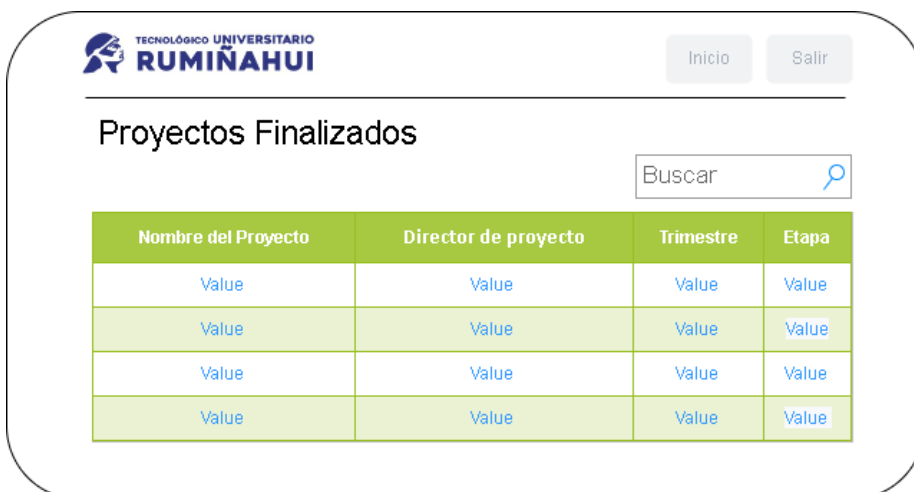 TECNOLÓGICO UNIVERSITARIO
RUMIÑAHUI
Inicio Salir
Proyectos Finalizados
Buscar
Nombre del Proyecto Director de proyecto Trimestre Etapa
Value Value Value Value
Value Value Value Value
Value Value Value Value
Value Value Value Value